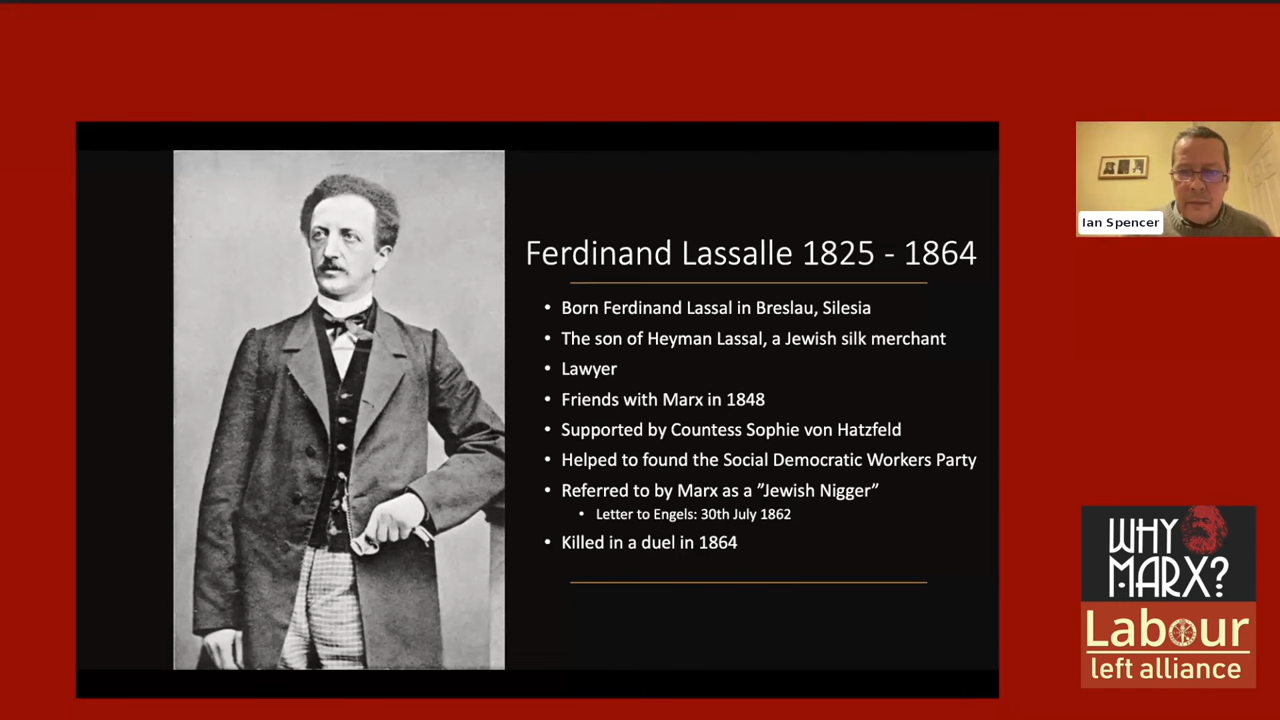 Ferdinand Lassalle 1825 - 1864
• Born Ferdinand Lassal in Breslau, Silesia
• The son of Heyman Lassal, a Jewish silk merchant
• Lawyer
• Friends with Marx in 1848
• Supported by Countess Sophie von Hatzfeld
• Helped to found the Social Democratic Workers Party
• Referred to by Marx as a ”Jewish Nigger”
• Letter to Engels: 30th July 1862
• Killed in a duel in 1864
Ian Spencer
WHY
MARX?
Labour
left alliance